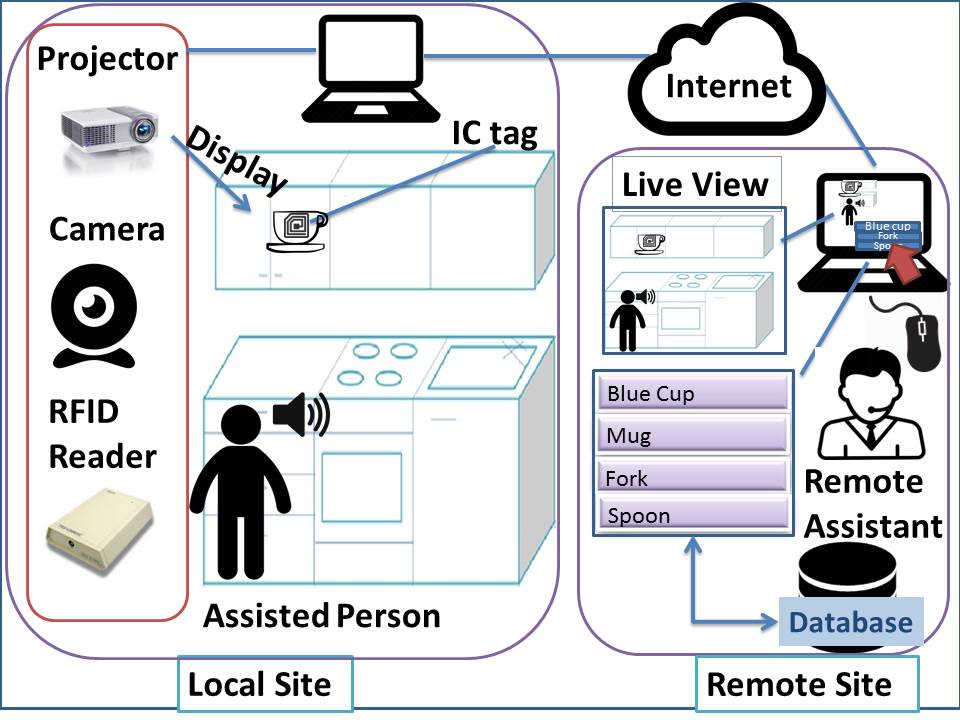 Projector
Display
IC tag
Internet
Camera
RFID
Reader
Assisted Person
Local Site
Live View
Blue cup
Fork
Blue Cup
Mug
Fork
Spoon
Remote
Assistant
Database
Remote Site